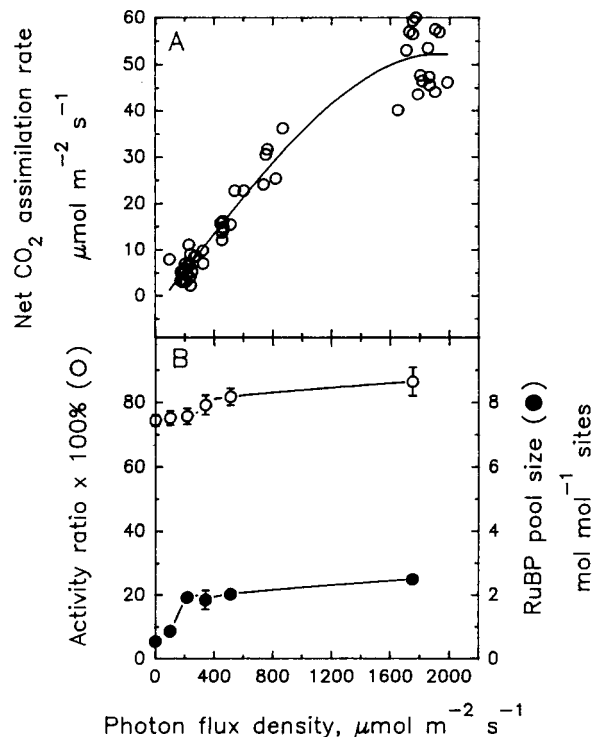 A
Net CO2 assimilation rate
μmol m−2 s−1
60
50
40
30
20
10
0
B
Activity ratio x 100% (O)
80
60
40
20
0
RuBP pool size (●)
mol mol−1 sites
8
6
4
2
0
0 400 800 1200 1600 2000
Photon flux density, μmol m−2 s−1